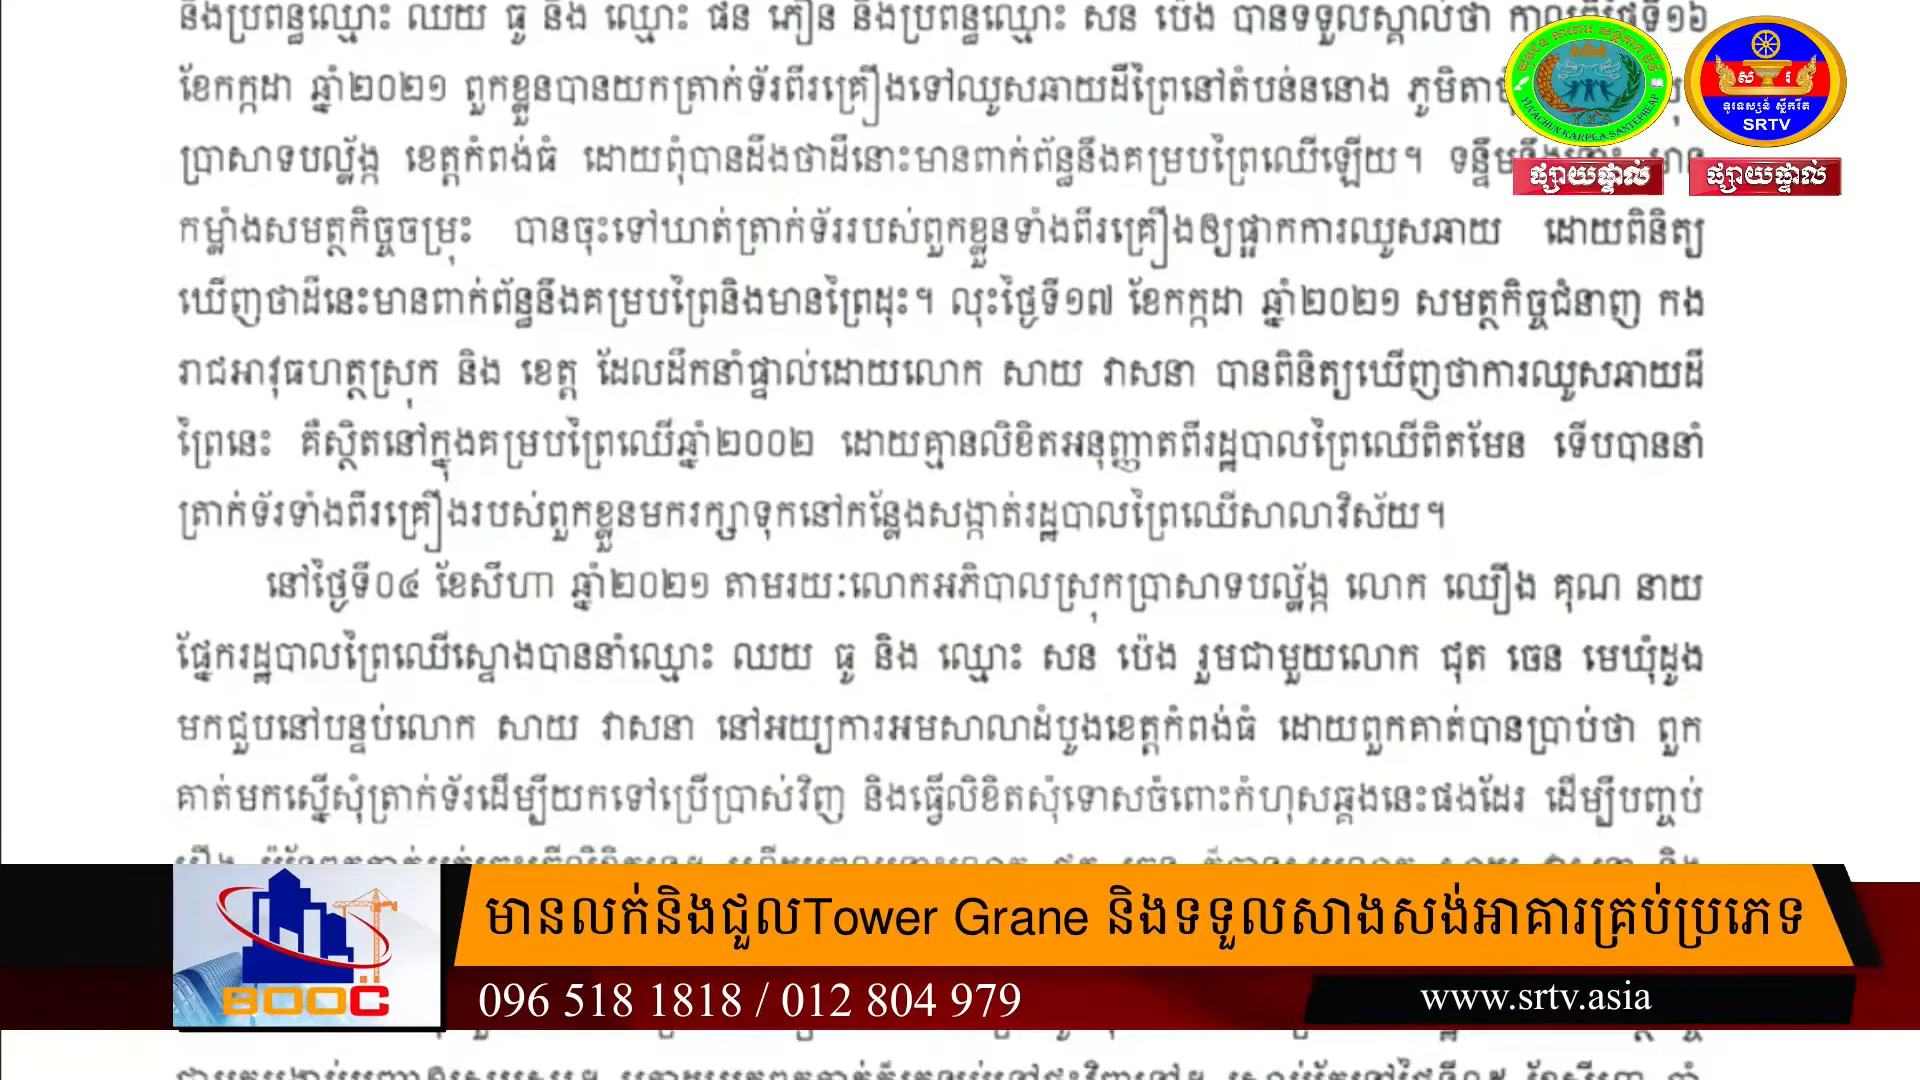 និងប្រពន្ធឈ្មោះ ឈយ ធូ និង ឈ្មោះ ផន ភឿន និងប្រពន្ធឈ្មោះ សន ប៉េង បានទទួលស្គាល់ថា
ខែកក្កដា ឆ្នាំ២០២១ ពួកខ្លួនបានយកត្រាក់ទ័រពីរគ្រឿងទៅឈូសឆាយដីព្រៃនៅតំបន់ននោង
ប្រាសាទបល្ល័ង្ក ខេត្តកំពង់ធំ ដោយពុំបានដឹងថាដីនោះមានពាក់ព័ន្ធនឹងគម្របព្រៃឈើឡើយ។
កម្លាំងសមត្ថកិច្ចចម្រុះ បានចុះទៅឃាត់ត្រាក់ទ័ររបស់ពួកខ្លួនទាំងពីរគ្រឿងឲ្យផ្អាកការឈូសឆាយ ដោយពិនិត្យ
ឃើញថាដីនេះមានពាក់ព័ន្ធនឹងគម្របព្រៃនិងមានព្រៃដុះ។ លុះថ្ងៃទី១៧ ខែកក្កដា ឆ្នាំ២០២១ សមត្ថកិច្ចជំនាញ កង
រាជអាវុធហត្ថស្រុក និង ខេត្ត ដែលដឹកនាំផ្ទាល់ដោយលោក សាយ វាសនា បានពិនិត្យឃើញថាការឈូសឆាយដី
ព្រៃនេះ គឺស្ថិតនៅក្នុងគម្របព្រៃឈើឆ្នាំ២០០២ ដោយគ្មានលិខិតអនុញ្ញាតពីរដ្ឋបាលព្រៃឈើពិតមែន ទើបបាននាំ
ត្រាក់ទ័រទាំងពីរគ្រឿងរបស់ពួកខ្លួនមករក្សាទុកនៅកន្លែងសង្កាត់រដ្ឋបាលព្រៃឈើសាលាវិស័យ។
នៅថ្ងៃទី០៤ ខែសីហា ឆ្នាំ២០២១ តាមរយៈលោកអភិបាលស្រុកប្រាសាទបល្ល័ង្ក លោក ឈឿង គុណ នាយ
ផ្នែករដ្ឋបាលព្រៃឈើស្ទោងបាននាំឈ្មោះ ឈយ ធូ និង ឈ្មោះ សន ប៉េង រួមជាមួយលោក ជុត ចេន មេឃុំដូង
មកជួបនៅបន្ទប់លោក សាយ វាសនា នៅអយ្យការអមសាលាដំបូងខេត្តកំពង់ធំ ដោយពួកគាត់បានប្រាប់ថា ពួក
គាត់មកស្នើសុំត្រាក់ទ័រដើម្បីយកទៅប្រើប្រាស់វិញ និងធ្វើលិខិតសុំទោសចំពោះកំហុសឆ្គងនេះផងដែរ ដើម្បីបញ្ចប់
YUVACHUN KARPEA SANTEPHEAP
Y.K.S
ស រ
ទូរទស្សន៍ ស្ទឹករីត
SRTV
ផ្សាយផ្ទាល់
ផ្សាយផ្ទាល់
មានលក់និងជួលTower Grane និងទទួលសាងសង់អាគារគ្រប់ប្រភេទ
BOOC
096 518 1818 / 012 804 979
www.srtv.asia